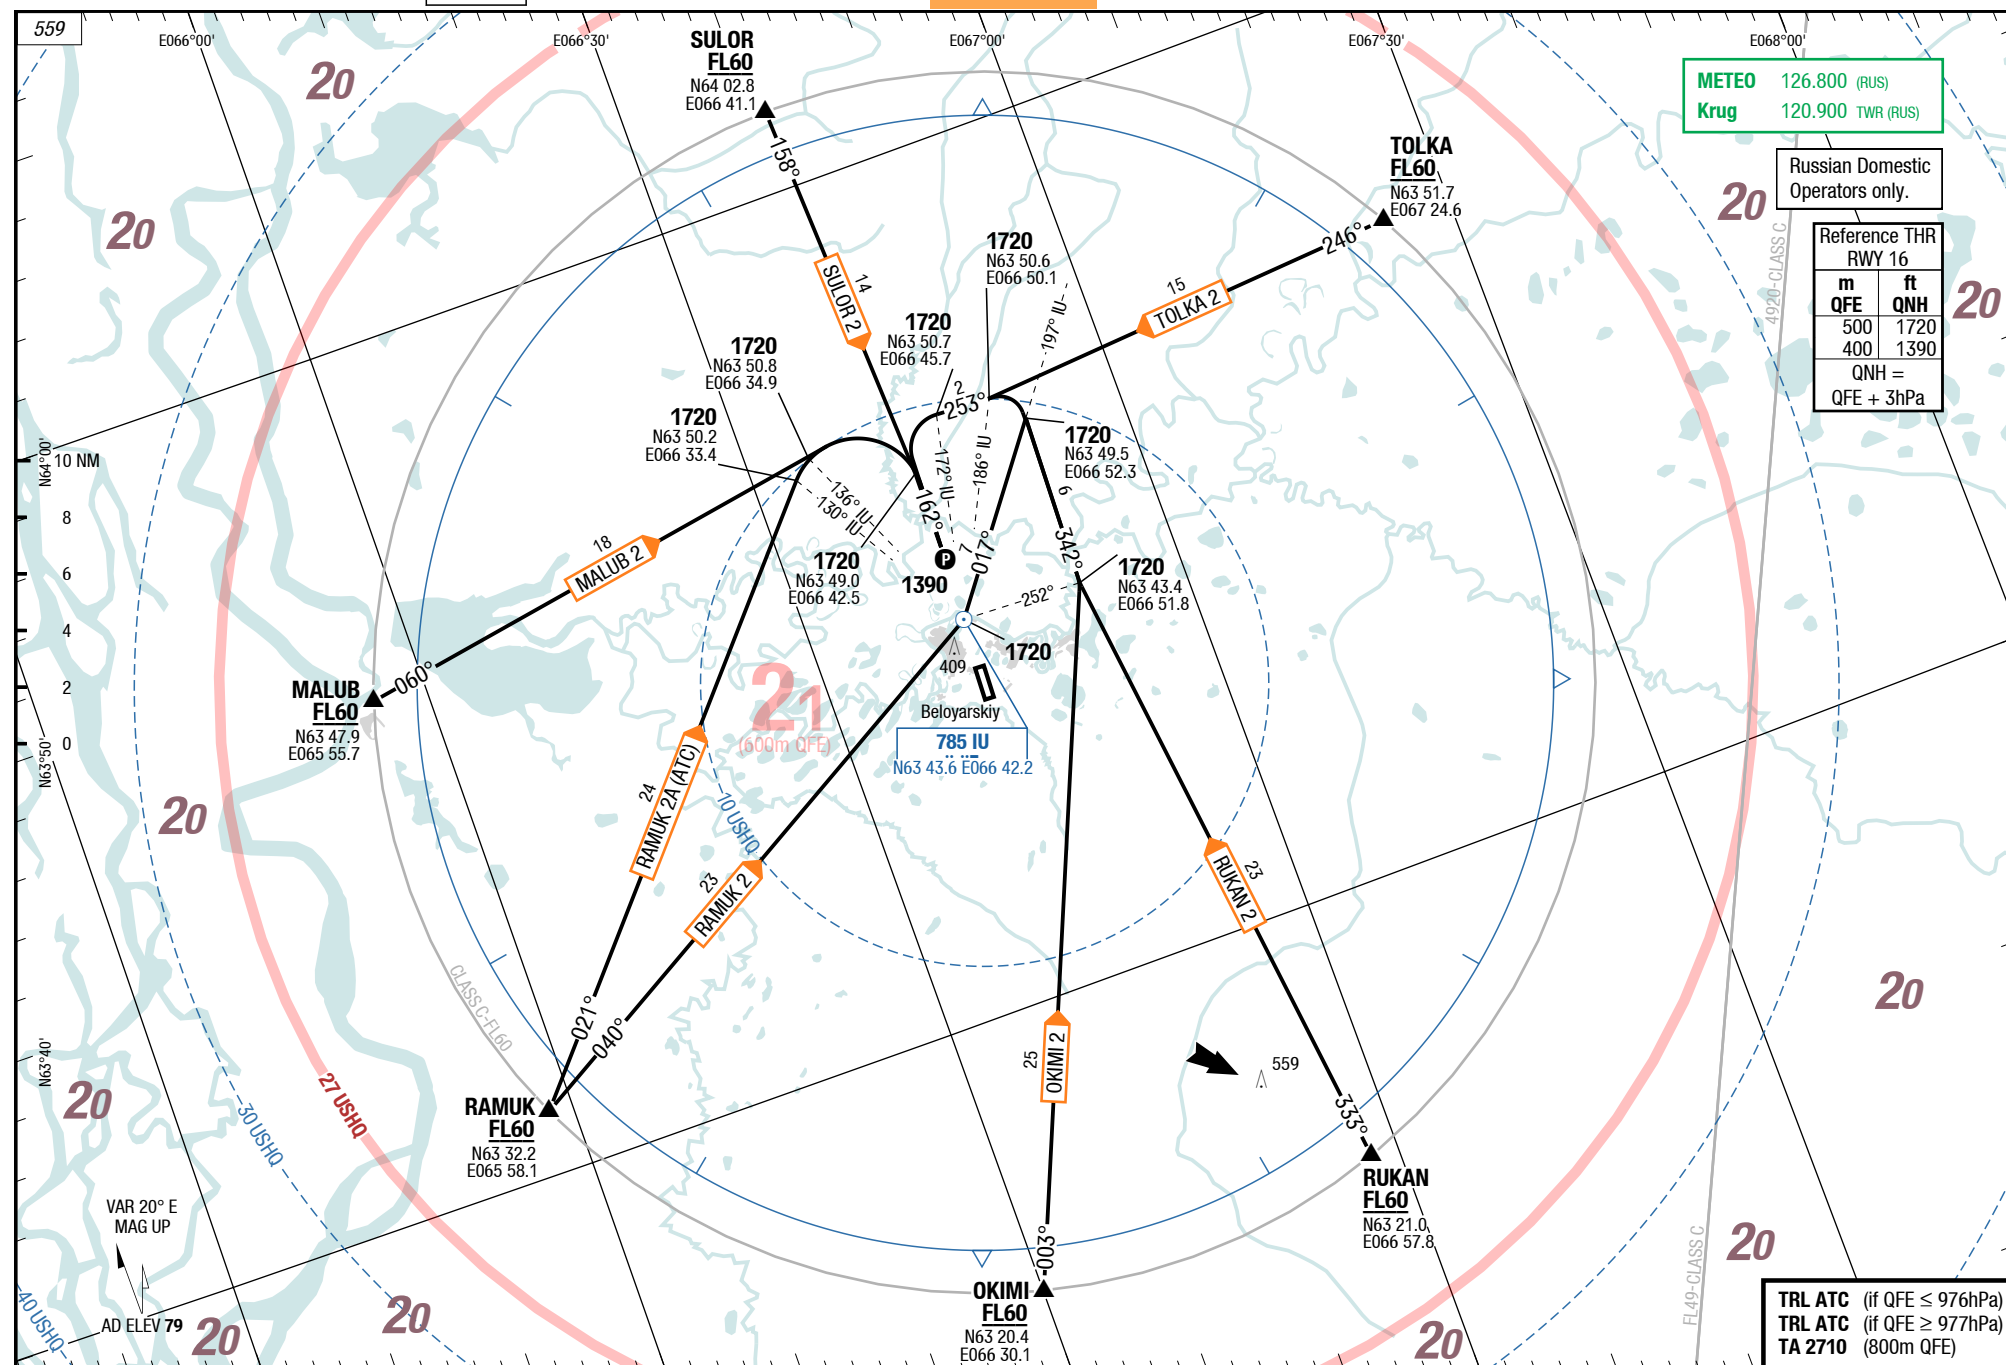 559
E066°00'
E066°30'
E067°00'
E067°30'
E068°00'
SULOR
FL60
N64 02.8
E066 41.1
METEO 126.800 (RUS)
Krug 120.900 TWR (RUS)
Russian Domestic
Operators only.
Reference THR
RWY 16
m ft
QFE QNH
500 1720
400 1390
QNH =
QFE + 3hPa
TOLKA
FL60
N63 51.7
E067 24.6
246°
15
TOLKA 2
158°
14
SULOR 2
1720
N63 50.6
E066 50.1
197° IU
1720
N63 50.7
E066 45.7
1720
N63 50.8
E066 34.9
1720
N63 50.2
E066 33.4
2
253°
172° IU
186° IU
136° IU
130° IU
1720
N63 49.5
E066 52.3
6
342°
162°
P
1390
7
017°
1720
N63 49.0
E066 42.5
1720
N63 43.4
E066 51.8
252°
1720
409
Beloyarskiy
785 IU
N63 43.6 E066 42.2
21
(600m QFE)
18
MALUB 2
060°
MALUB
FL60
N63 47.9
E065 55.7
N64°00'
10 NM
8
6
4
2
0
N63°50'
N63°40'
24
RAMUK 2A (ATC)
23
RAMUK 2
021°
040°
RAMUK
FL60
N63 32.2
E065 58.1
10 USHQ
27 USHQ
30 USHQ
40 USHQ
CLASS C-FL60
25
OKIMI 2
003°
OKIMI
FL60
N63 20.4
E066 30.1
23
RUKAN 2
333°
RUKAN
FL60
N63 21.0
E066 57.8
559
4920-CLASS C
FL49-CLASS C
20
20
20
20
20
20
20
20
20
20
20
VAR 20° E
MAG UP
AD ELEV 79
TRL ATC (if QFE ≤ 976hPa)
TRL ATC (if QFE ≥ 977hPa)
TA 2710 (800m QFE)